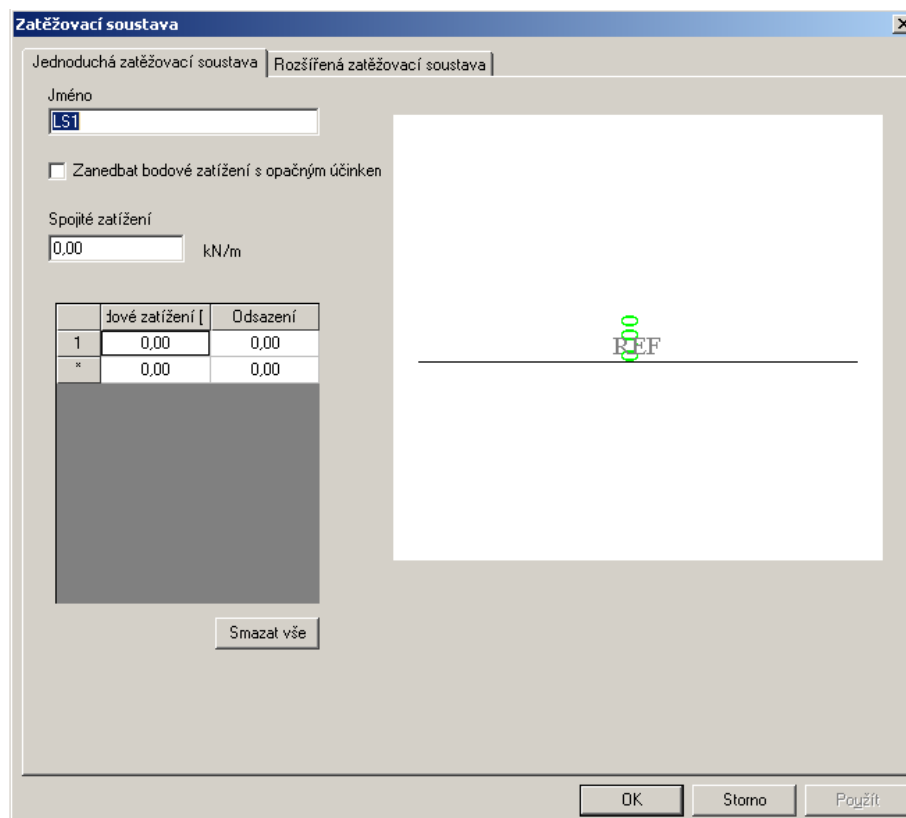 Zatěžovací soustava
Jednoduchá zatěžovací soustava
Rozšířená zatěžovací soustava
Jméno
LS1
Zanedbat bodové zatížení s opačným účinken
Spojité zatížení
0,00 kN/m
dové zatížení [ Odsazení
1 0,00 0,00
* 0,00 0,00
0,00
REF
Smazat vše
OK Storno Použít